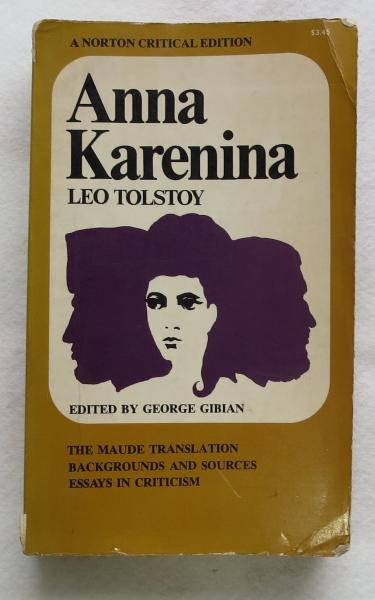 A NORTON CRITICAL EDITION
$3.45
Anna
Karenina
LEO TOLSTOY
EDITED BY GEORGE GIBIAN
THE MAUDE TRANSLATION
BACKGROUNDS AND SOURCES
ESSAYS IN CRITICISM